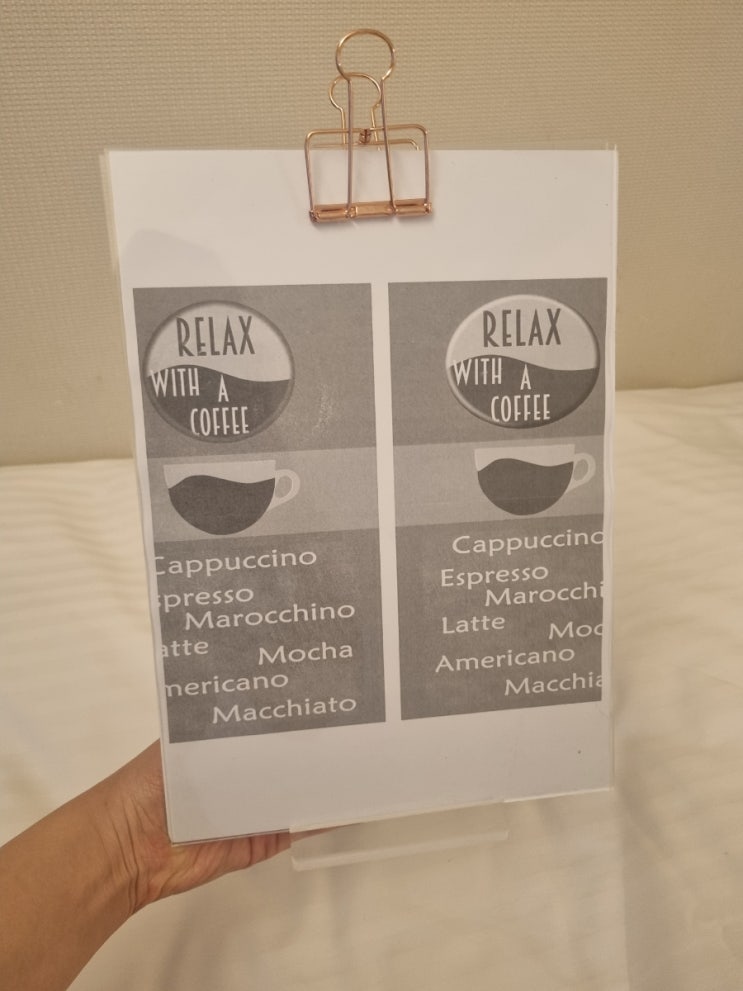 RELAX
WITH A
COFFEE
Cappuccino
spresso
Marocchino
atte
Mocha
mericano
Macchiato
RELAX
WITH A
COFFEE
Cappuccino
Espresso
Marocchi
Latte
Moc
Americano
Macchia